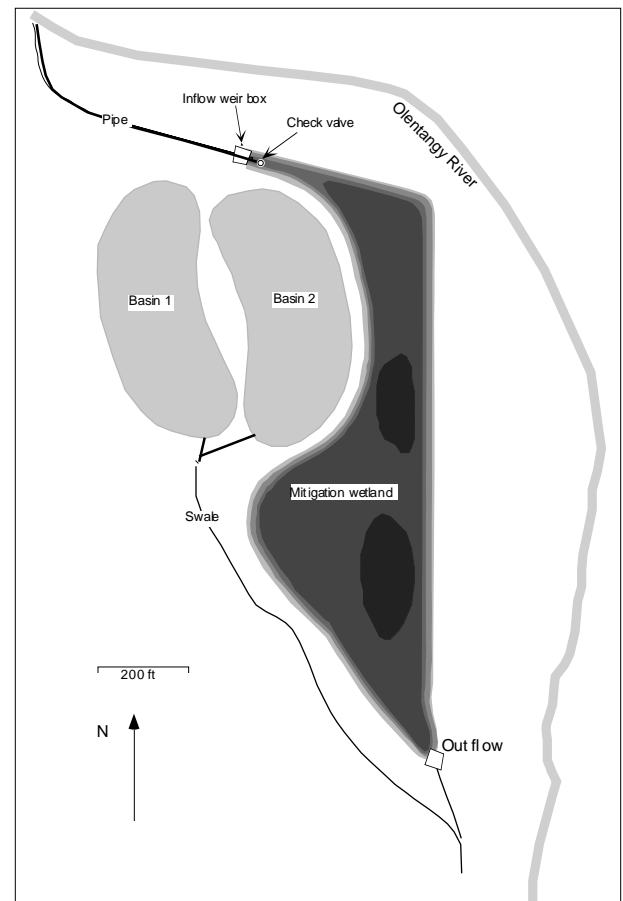 Inflow weir box
Check valve
Pipe
Olentangy River
Basin 1
Basin 2
Mitigation wetland
Swale
200 ft
N
Out flow